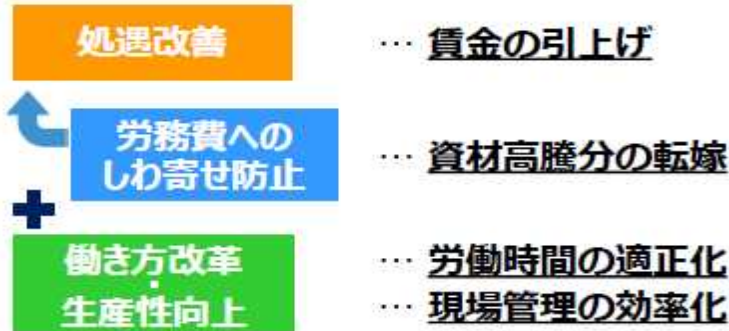 処遇改善 … 賃金の引上げ
労務費への
しわ寄せ防止 … 資材高騰分の転嫁
働き方改革 … 労働時間の適正化
・
生産性向上 … 現場管理の効率化